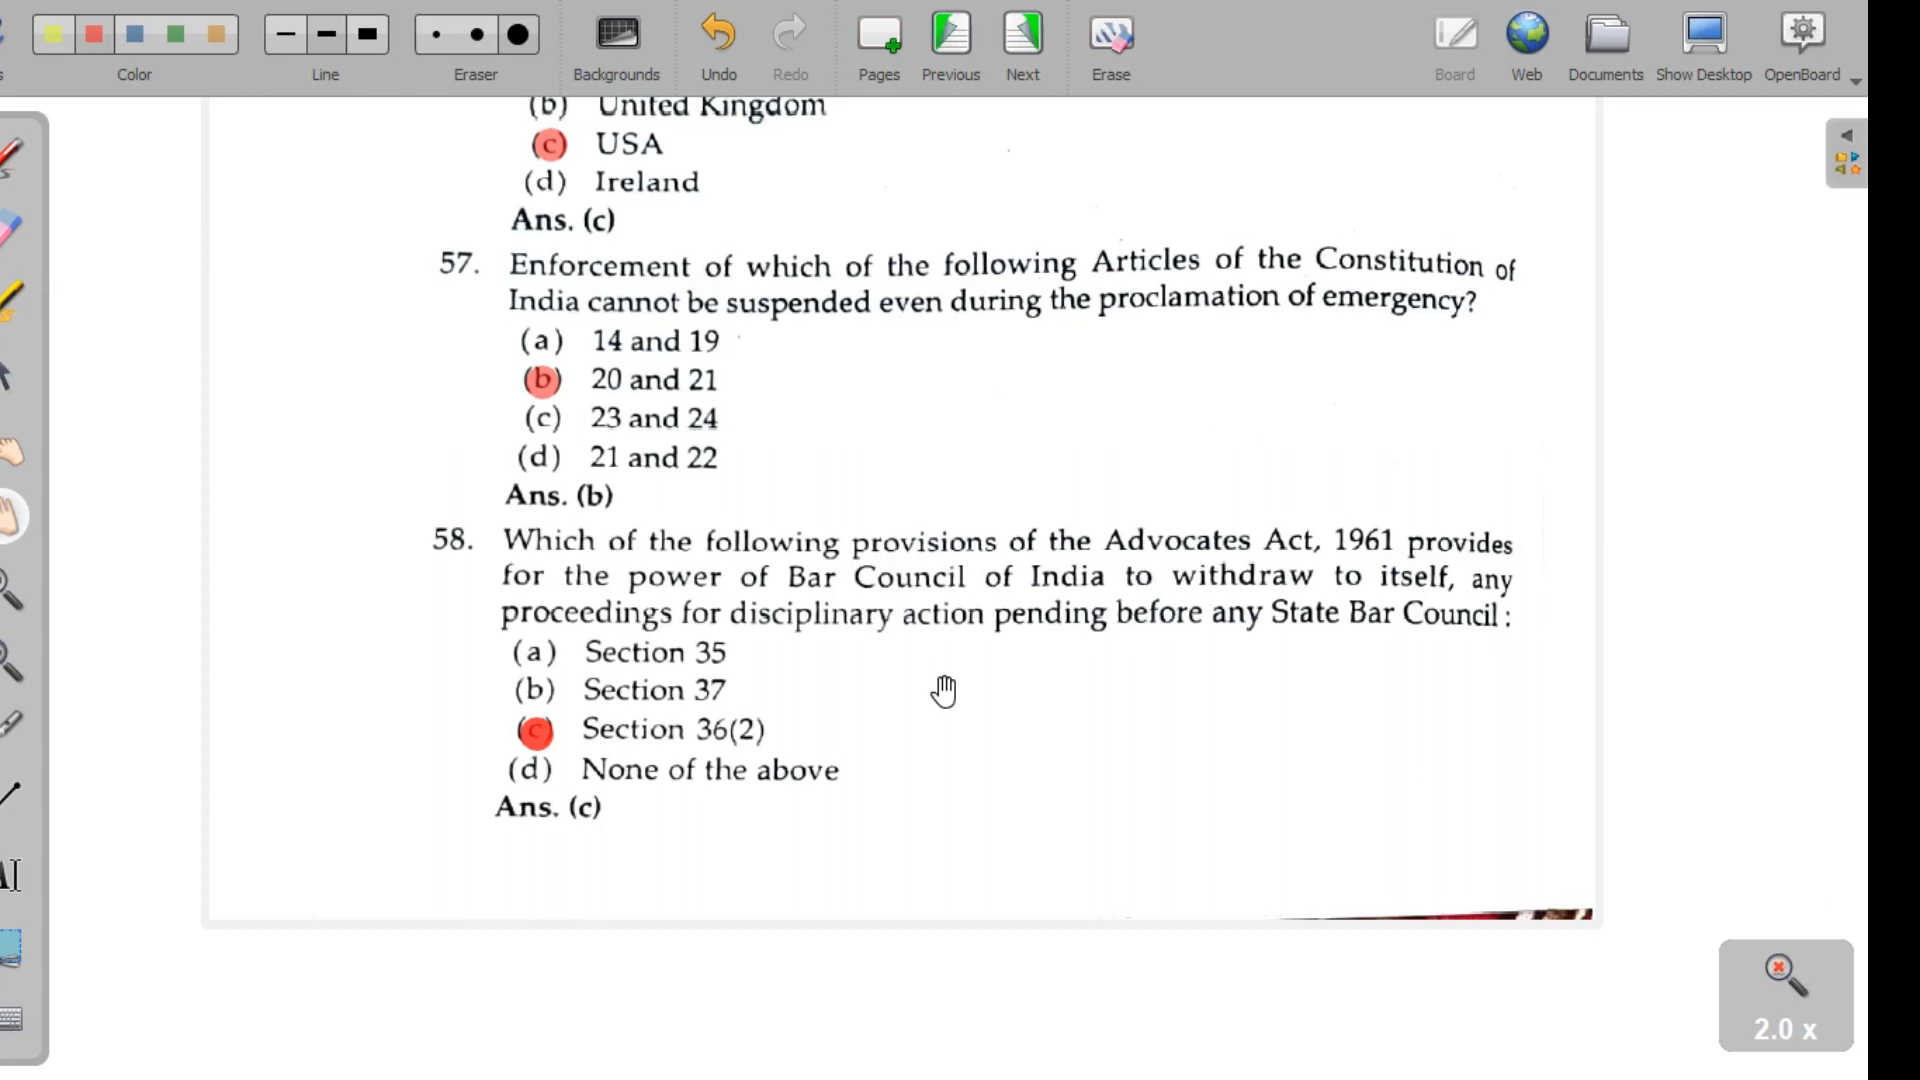 Color
Line
Eraser
Backgrounds
Undo
Redo
Pages
Previous
Next
Erase
Board
Web
Documents
Show Desktop
OpenBoard
(b) United Kingdom
(c) USA
(d) Ireland
Ans. (c)
57. Enforcement of which of the following Articles of the Constitution of
India cannot be suspended even during the proclamation of emergency?
(a) 14 and 19
(b) 20 and 21
(c) 23 and 24
(d) 21 and 22
Ans. (b)
58. Which of the following provisions of the Advocates Act, 1961 provides
for the power of Bar Council of India to withdraw to itself, any
proceedings for disciplinary action pending before any State Bar Council :
(a) Section 35
(b) Section 37
(c) Section 36(2)
(d) None of the above
Ans. (c)
2.0 x